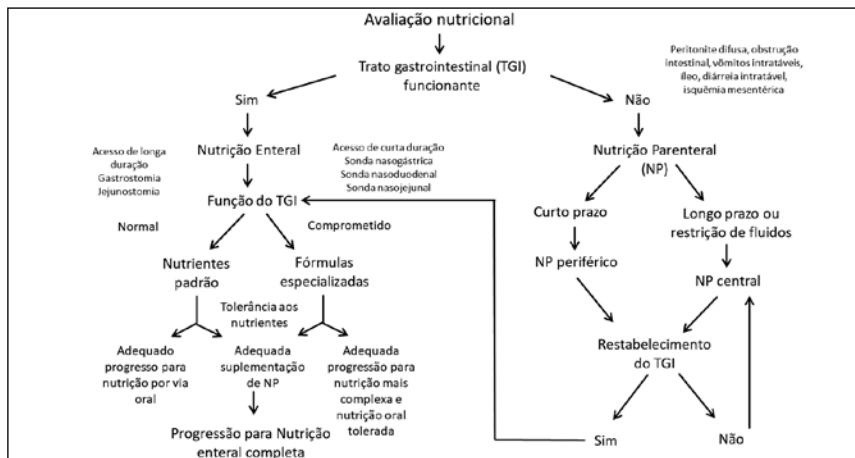 Avaliação nutricional
Peritonite difusa, obstrução
intestinal, vômitos intratáveis,
íleo, diárreia intratável,
isquêmia mesentérica
Trato gastrointestinal (TGI)
funcionante
Sim
Não
Acesso de longa
duração
Gastrostomia
Jejunostomia
Nutrição Enteral
Acesso de curta duração
Sonda nasogástrica
Sonda nasoduodenal
Sonda nasojejunal
Nutrição Parenteral
(NP)
Função do TGI
Normal
Comprometido
Curto prazo
Longo prazo ou
restrição de fluidos
Nutrientes
padrão
Fórmulas
especializadas
NP periférico
NP central
Tolerância aos
nutrientes
Adequado
progresso para
nutrição por via
oral
Adequada
suplementação
de NP
Adequada
progressão para
nutrição mais
complexa e
nutrição oral
tolerada
Restabelecimento
do TGI
Progressão para Nutrição
enteral completa
Sim
Não